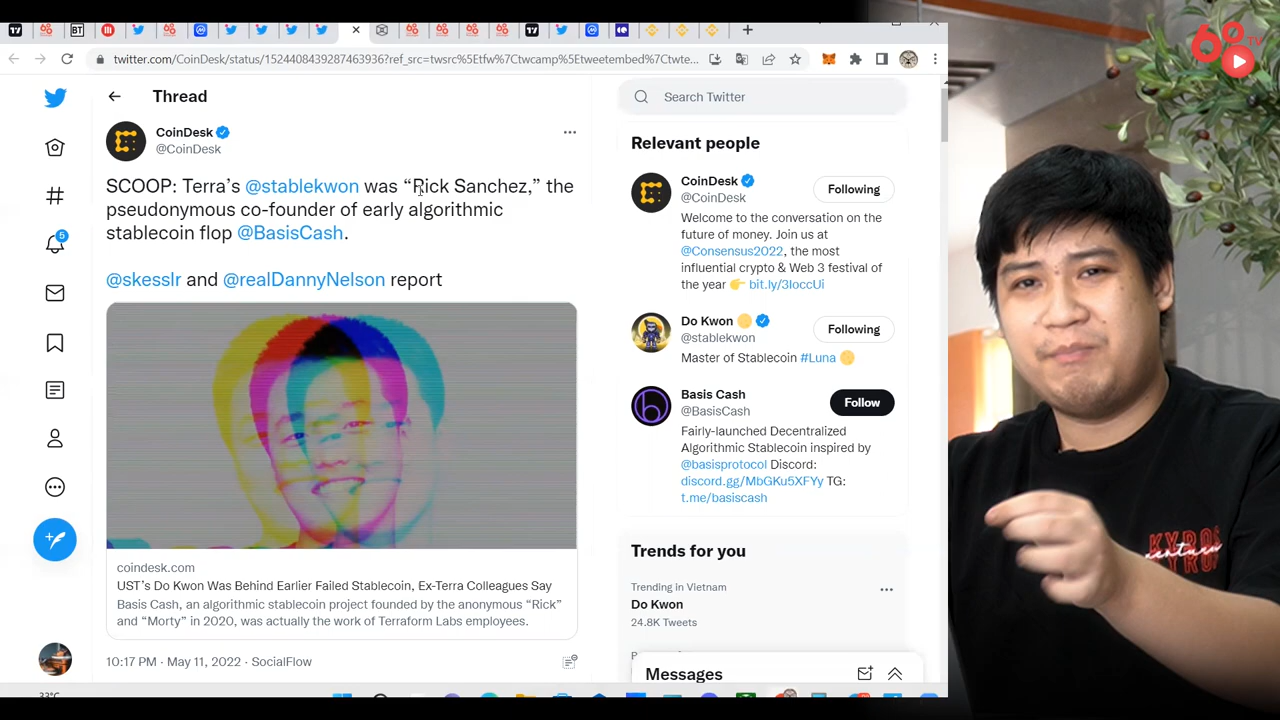 twitter.com/CoinDesk/status/1524408439287463936?ref_src=twsrc%5Etfw%7Ctwcamp%5Etweetembed%7Ctwte...
Thread
CoinDesk
@CoinDesk
SCOOP: Terra's @stablekwon was “Rick Sanchez,” the
pseudonymous co-founder of early algorithmic
stablecoin flop @BasisCash.
@skesslr and @realDannyNelson report
coindesk.com
UST's Do Kwon Was Behind Earlier Failed Stablecoin, Ex-Terra Colleagues Say
Basis Cash, an algorithmic stablecoin project founded by the anonymous “Rick”
and “Morty” in 2020, was actually the work of Terraform Labs employees.
10:17 PM · May 11, 2022 · SocialFlow
5
Search Twitter
Relevant people
CoinDesk
@CoinDesk
Following
Welcome to the conversation on the
future of money. Join us at
@Consensus2022, the most
influential crypto & Web 3 festival of
the year 👉 bit.ly/3IoccUi
Do Kwon
@stablekwon
Following
Master of Stablecoin #Luna
Basis Cash
@BasisCash
Follow
Fairly-launched Decentralized
Algorithmic Stablecoin inspired by
@basisprotocol Discord:
discord.gg/MbGKu5XFYy TG:
t.me/basiscash
Trends for you
Trending in Vietnam
Do Kwon
24.8K Tweets
Messages
33°C
68 TV
KYROS
ventures